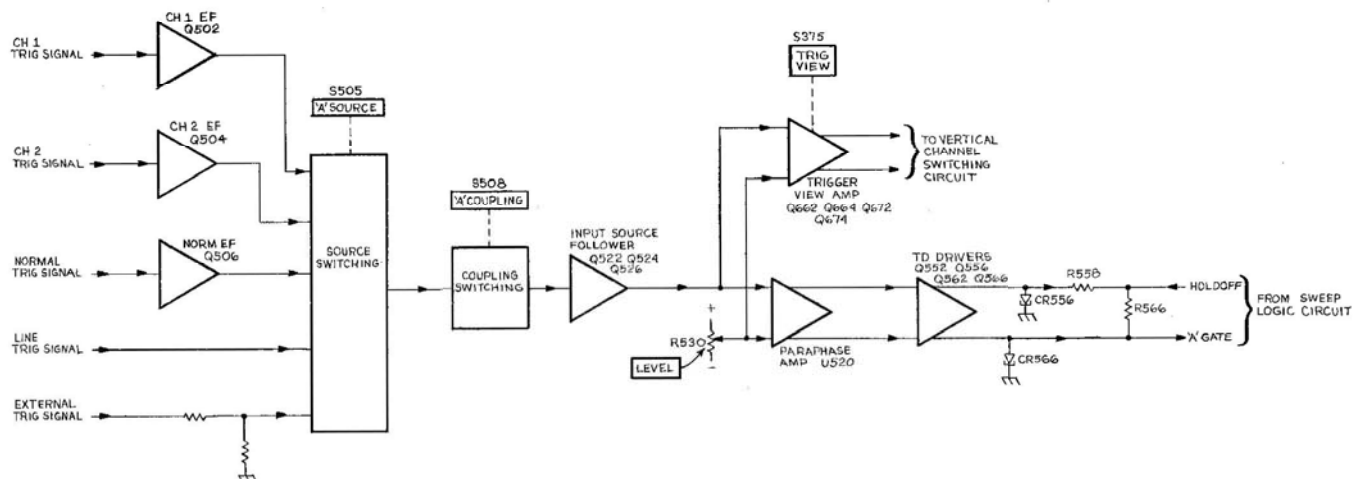 CH 1 EF
Q502
CH 1
TRIG SIGNAL
CH 2 EF
Q504
CH 2
TRIG SIGNAL
NORM EF
Q506
NORMAL
TRIG SIGNAL
LINE
TRIG SIGNAL
EXTERNAL
TRIG SIGNAL
S505
'A' SOURCE
SOURCE
SWITCHING
S508
'A' COUPLING
COUPLING
SWITCHING
INPUT SOURCE
FOLLOWER
Q522 Q524
Q526
S375
TRIG
VIEW
TRIGGER
VIEW AMP
Q662 Q664 Q672
Q674
TO VERTICAL
CHANNEL
SWITCHING
CIRCUIT
+
R530
-
LEVEL
PARAPHASE
AMP U520
TD DRIVERS
Q552 Q556
Q562 Q566
CR556
R558
R566
CR566
HOLDOFF
'A' GATE
FROM SWEEP
LOGIC CIRCUIT